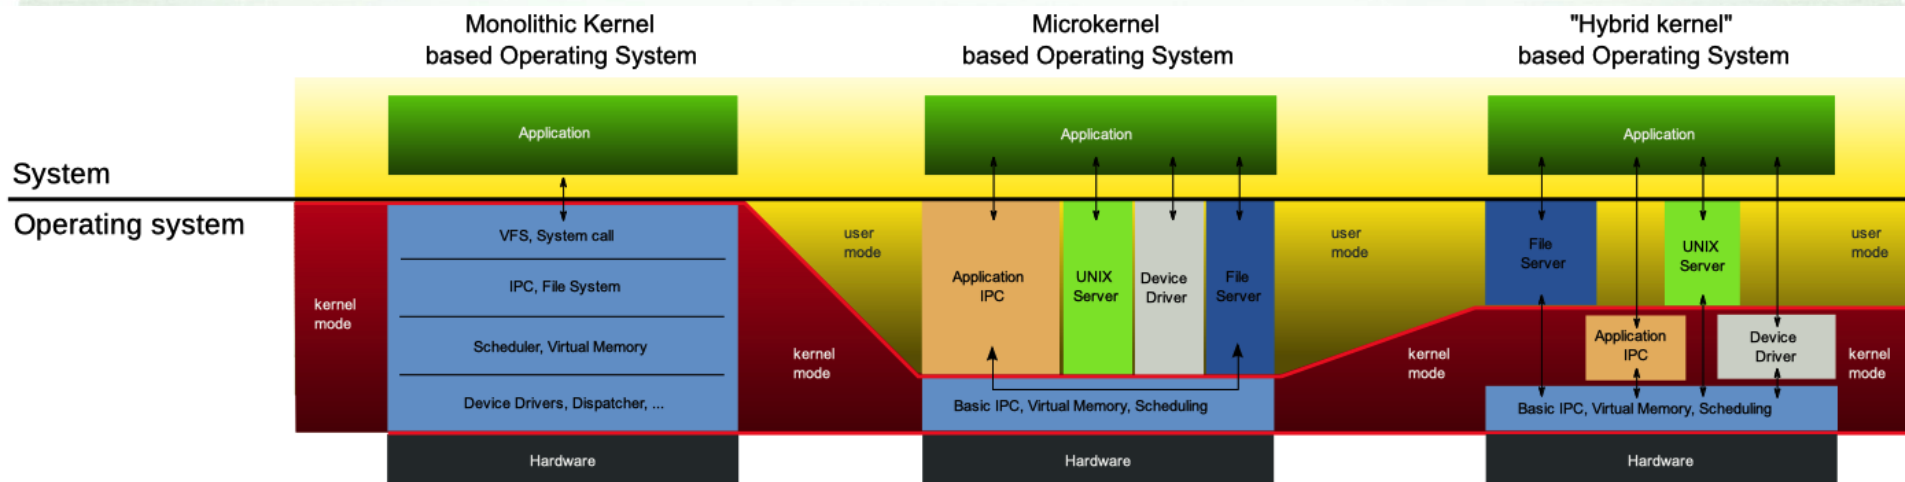 Monolithic Kernel
based Operating System
Microkernel
based Operating System
"Hybrid kernel"
based Operating System
Application
Application
Application
System
Operating system
VFS, System call
IPC, File System
Scheduler, Virtual Memory
Device Drivers, Dispatcher, ...
kernel
mode
Hardware
kernel
mode
user
mode
Application
IPC
UNIX
Server
Device
Driver
File
Server
Basic IPC, Virtual Memory, Scheduling
Hardware
user
mode
kernel
mode
File
Server
UNIX
Server
Application
IPC
Device
Driver
Basic IPC, Virtual Memory, Scheduling
Hardware
user
mode
kernel
mode